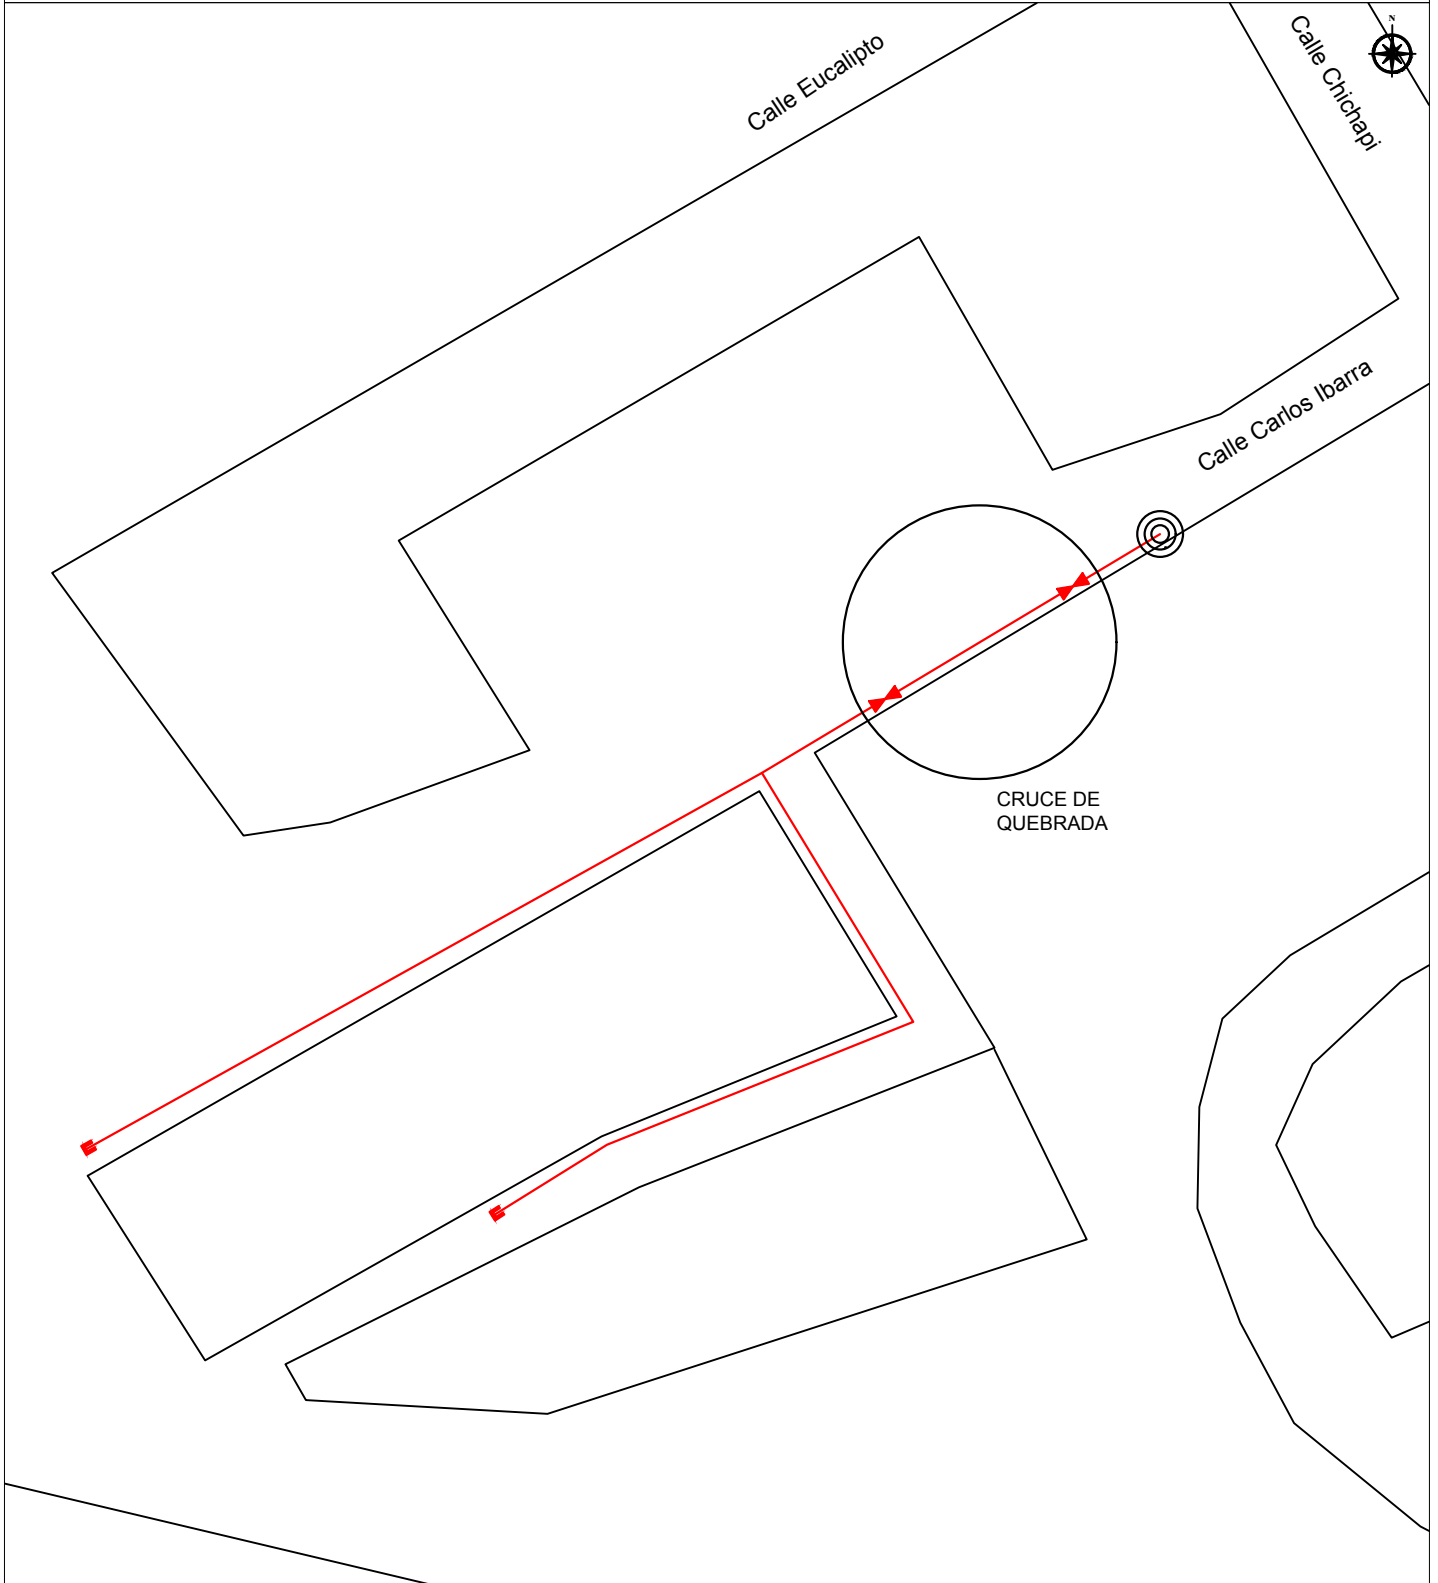 N
Calle Eucalipto
Calle Chichapi
Calle Carlos Ibarra
CRUCE DE
QUEBRADA